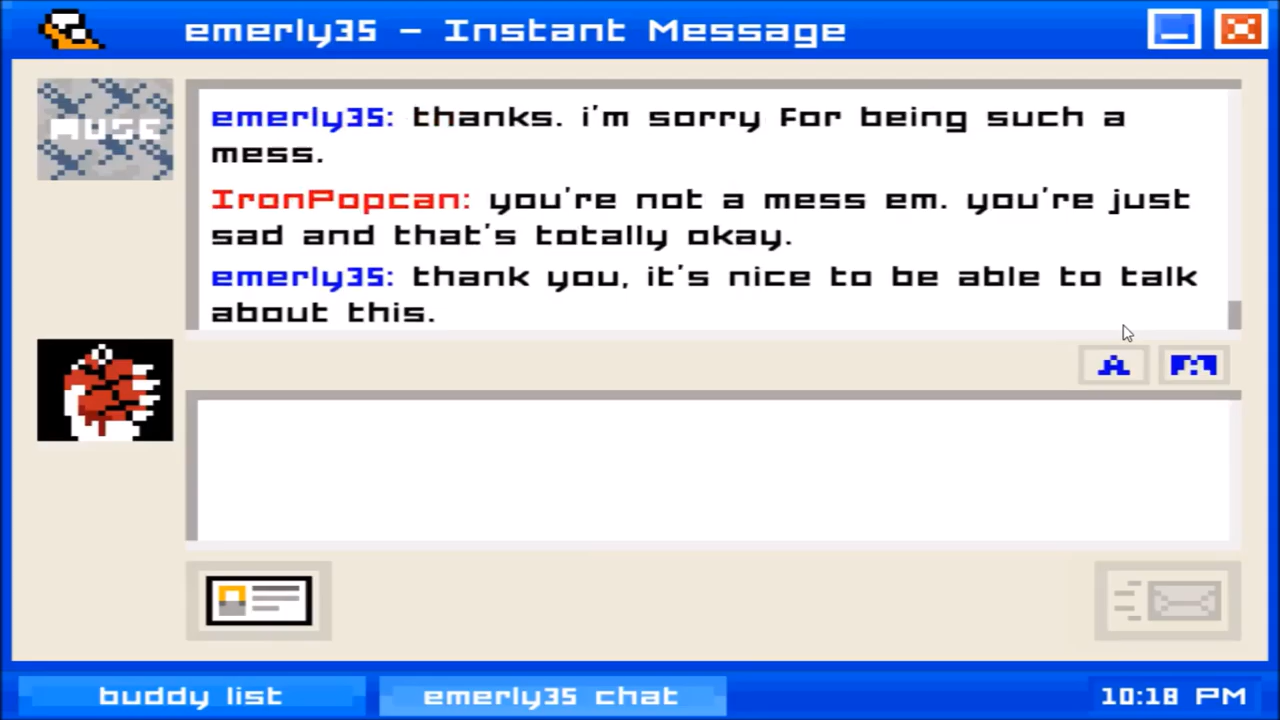 emerly35 - Instant Message
MUSE
emerly35: thanks. i'm sorry for being such a
mess.
IronPopcan: you're not a mess em. you're just
sad and that's totally okay.
emerly35: thank you, it's nice to be able to talk
about this.
A
buddy list
emerly35 chat
10:18 PM